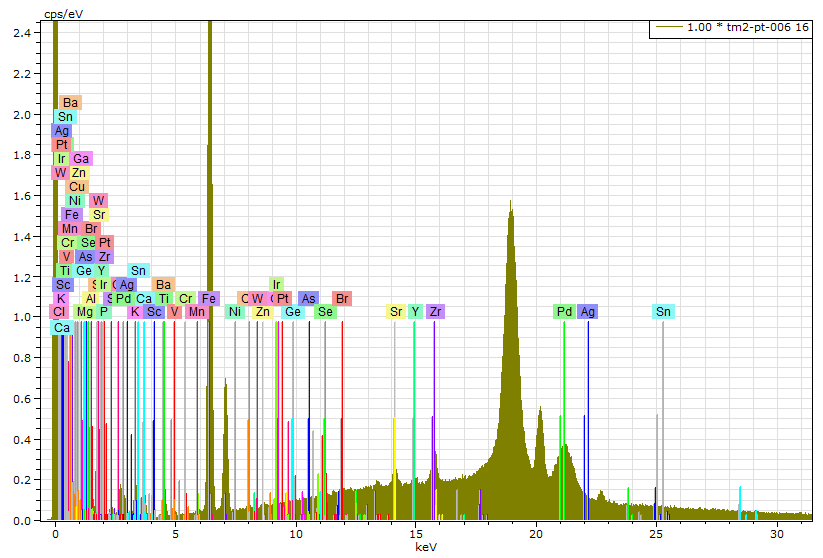 cps/eV
1.00 * tm2-pt-006 16
2.4
2.2
2.0
1.8
1.6
1.4
1.2
1.0
0.8
0.6
0.4
0.2
0.0
Ba
Sn
Ag
Pt
Ir Ga
W Zn
Cu
Ni W
Fe Sr
Mn Br
Cr Se Pt
V As Zr
Ti Ge Y Sn
Sc Ir Ag Ba Ir
K Al Pd Ca Ti Cr Fe W Pt As Br
Cl Mg P K Sc V Mn Ni Zn Ge Se Sr Y Zr Pd Ag Sn
Ca
0 5 10 15 20 25 30
keV